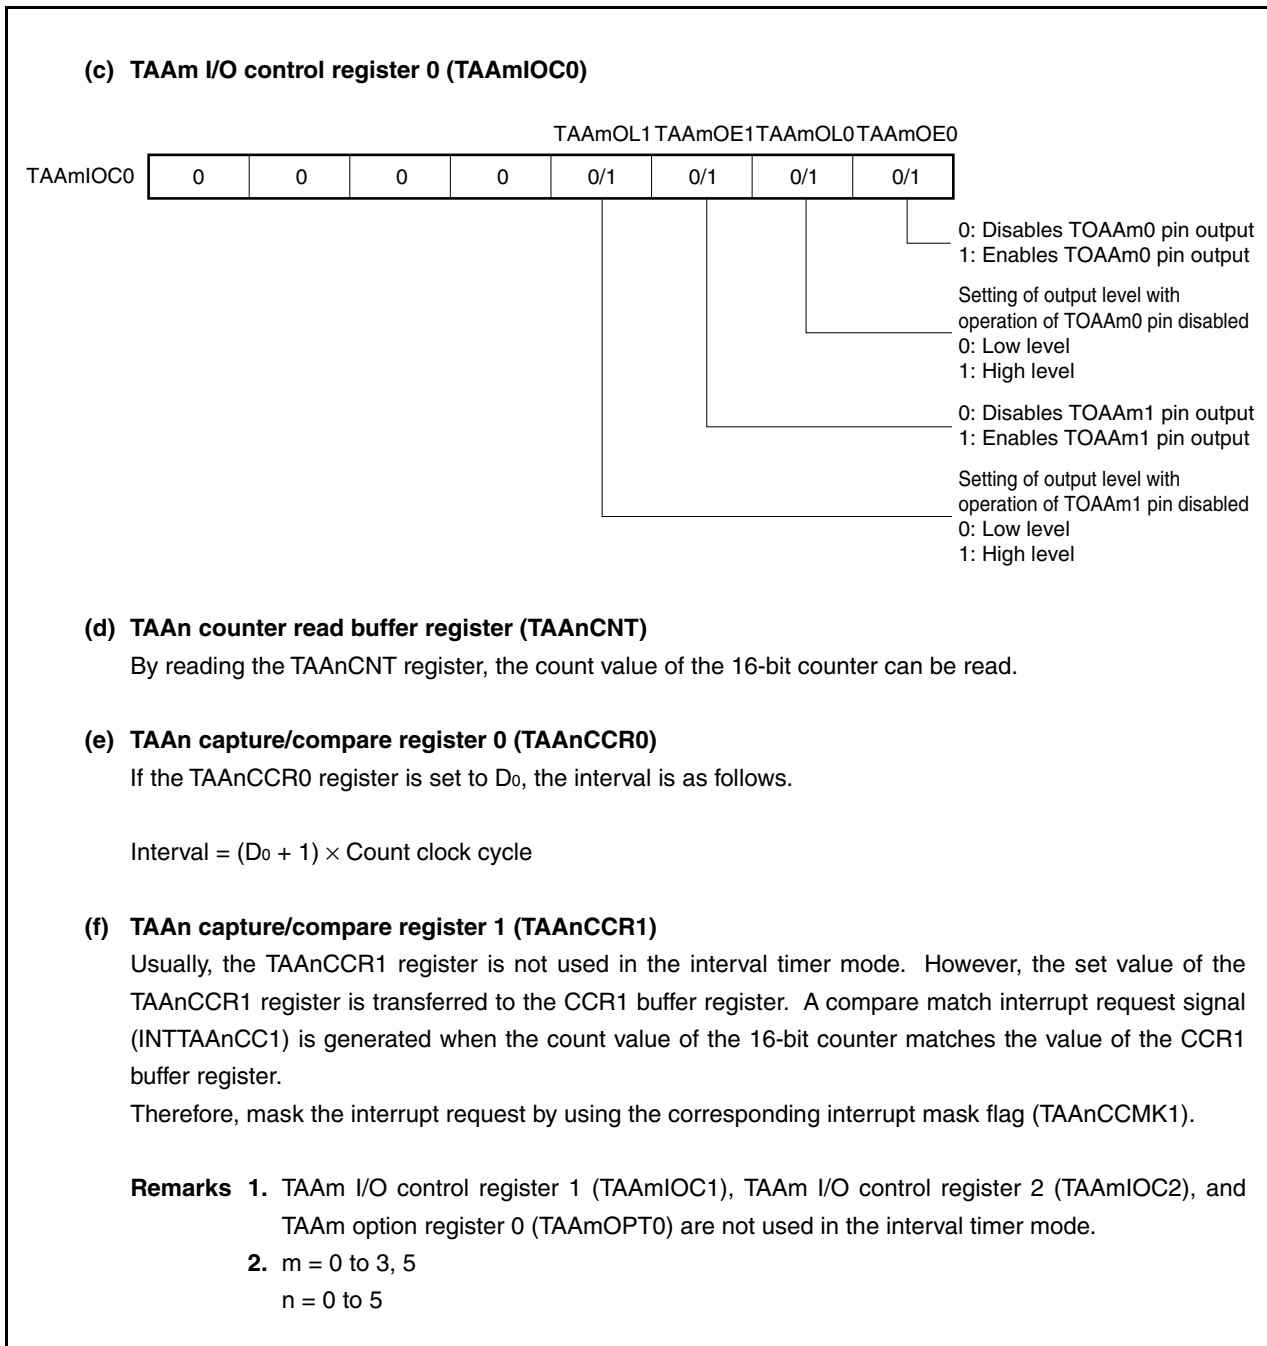 (c) TAAm I/O control register 0 (TAAmIOC0)
TAAmOL1 TAAmOE1 TAAmOL0 TAAmOE0
TAAmIOC0 0 0 0 0 0/1 0/1 0/1 0/1
0: Disables TOAAm0 pin output
1: Enables TOAAm0 pin output
Setting of output level with
operation of TOAAm0 pin disabled
0: Low level
1: High level
0: Disables TOAAm1 pin output
1: Enables TOAAm1 pin output
Setting of output level with
operation of TOAAm1 pin disabled
0: Low level
1: High level
(d) TAAn counter read buffer register (TAAnCNT)
By reading the TAAnCNT register, the count value of the 16-bit counter can be read.
(e) TAAn capture/compare register 0 (TAAnCCR0)
If the TAAnCCR0 register is set to D0, the interval is as follows.
Interval = (D0 + 1) × Count clock cycle
(f) TAAn capture/compare register 1 (TAAnCCR1)
Usually, the TAAnCCR1 register is not used in the interval timer mode. However, the set value of the
TAAnCCR1 register is transferred to the CCR1 buffer register. A compare match interrupt request signal
(INTTAAnCC1) is generated when the count value of the 16-bit counter matches the value of the CCR1
buffer register.
Therefore, mask the interrupt request by using the corresponding interrupt mask flag (TAAnCCMK1).
Remarks 1. TAAm I/O control register 1 (TAAmIOC1), TAAm I/O control register 2 (TAAmIOC2), and
TAAm option register 0 (TAAmOPT0) are not used in the interval timer mode.
2. m = 0 to 3, 5
n = 0 to 5